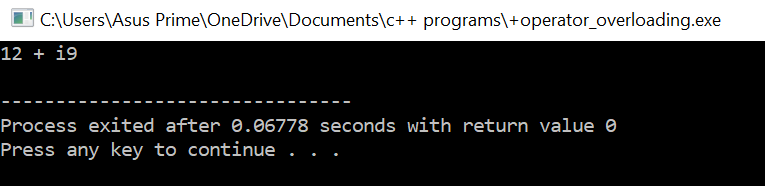 C:\Users\Asus Prime\OneDrive\Documents\c++ programs\+operator_overloading.exe
12 + i9
--------------------------------
Process exited after 0.06778 seconds with return value 0
Press any key to continue . . .